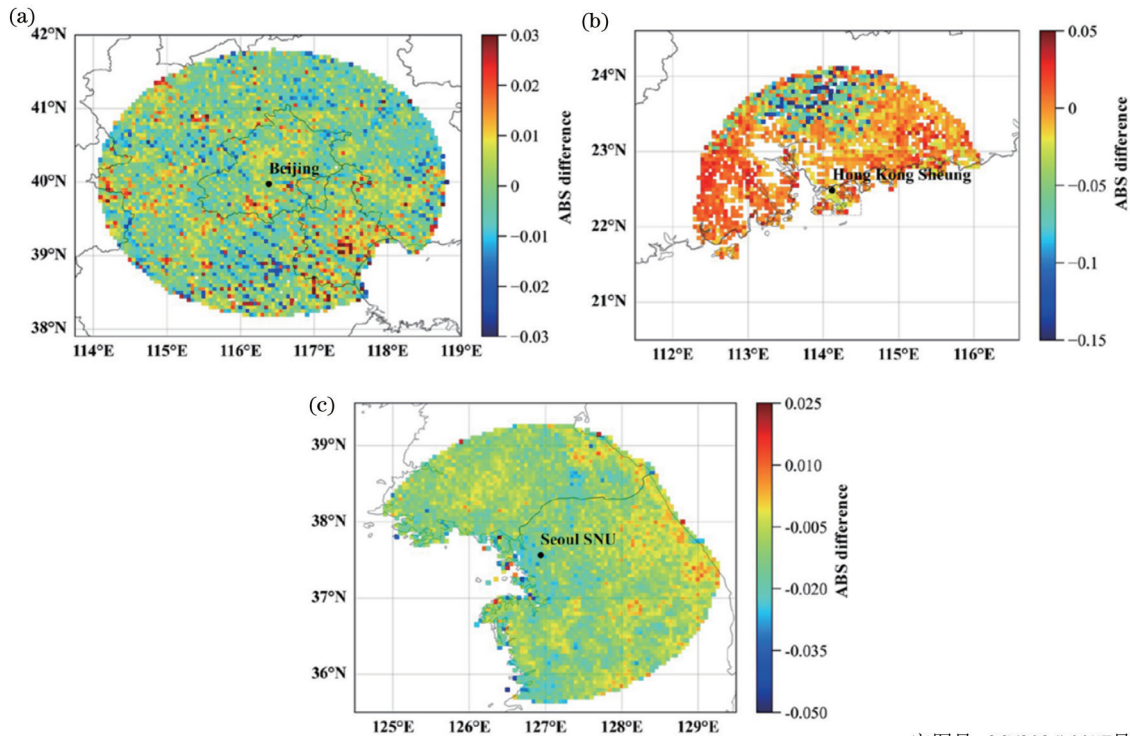 (a)
42°N
41°N
40°N
39°N
38°N
114°E 115°E 116°E 117°E 118°E 119°E
Beijing
0.03
0.02
0.01
0
−0.01
−0.02
−0.03
ABS difference
(b)
24°N
23°N
22°N
21°N
112°E 113°E 114°E 115°E 116°E
Hong Kong Sheung
0.05
0
−0.05
−0.10
−0.15
ABS difference
(c)
39°N
38°N
37°N
36°N
125°E 126°E 127°E 128°E 129°E
Seoul SNU
0.025
0.010
-0.005
-0.020
-0.035
-0.050
ABS difference